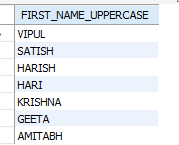 FIRST_NAME_UPPERCASE
VIPUL
SATISH
HARISH
HARI
KRISHNA
GEETA
AMITABH